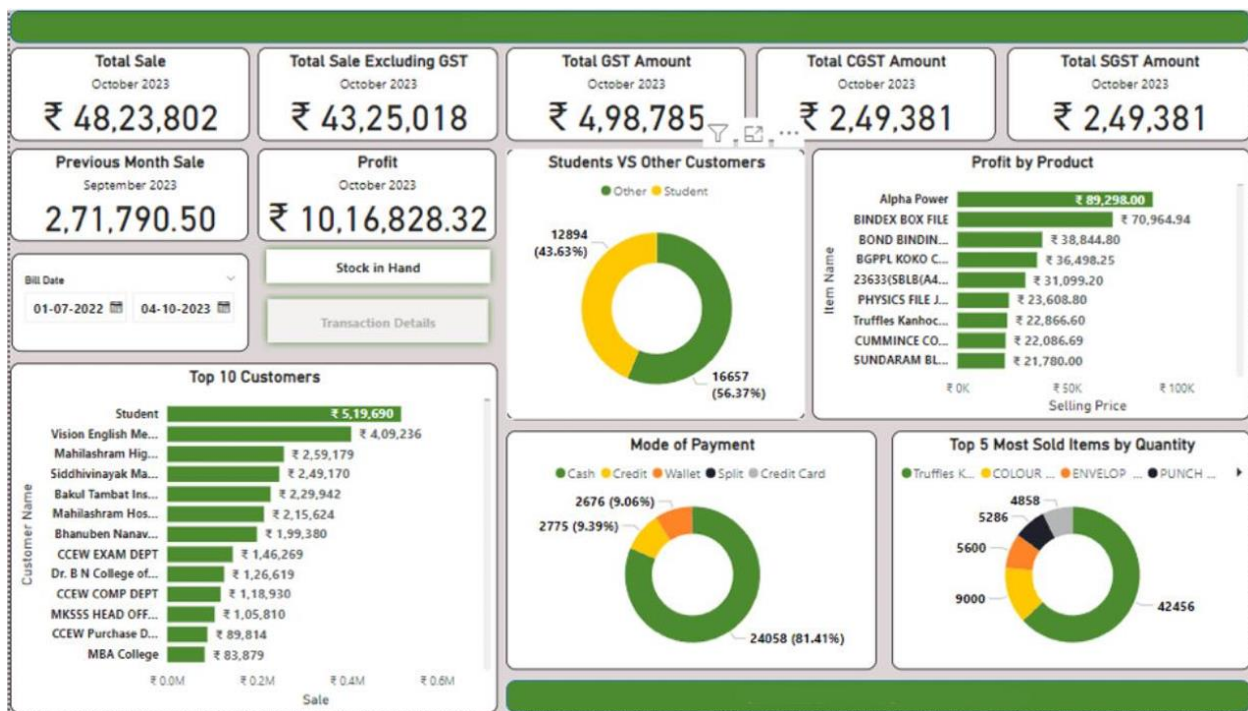 Total Sale
October 2023
₹ 48,23,802
Total Sale Excluding GST
October 2023
₹ 43,25,018
Total GST Amount
October 2023
₹ 4,98,785
Total CGST Amount
October 2023
₹ 2,49,381
Total SGST Amount
October 2023
₹ 2,49,381
Previous Month Sale
September 2023
2,71,790.50
Profit
October 2023
₹ 10,16,828.32
Bill Date
01-07-2022
04-10-2023
Stock in Hand
Transaction Details
Students VS Other Customers
Other Student
12894
(43.63%)
16657
(56.37%)
Profit by Product
Item Name
Alpha Power ₹ 89,298.00
BINDEX BOX FILE ₹ 70,964.94
BOND BINDIN... ₹ 38,844.80
BGPPL KOKO C... ₹ 36,498.25
23633(SBLB(A4... ₹ 31,099.20
PHYSICS FILE J... ₹ 23,608.80
Truffles Kanhoc... ₹ 22,866.60
CUMMINCE CO... ₹ 22,086.69
SUNDARAM BL... ₹ 21,780.00
₹ 0K ₹ 50K ₹ 100K
Selling Price
Top 10 Customers
Customer Name
Student ₹ 5,19,690
Vision English Me... ₹ 4,09,236
Mahilashram Hig... ₹ 2,59,179
Siddhivinayak Ma... ₹ 2,49,170
Bakul Tambat Ins... ₹ 2,29,942
Mahilashram Hos... ₹ 2,15,624
Bhanuben Nanav... ₹ 1,99,380
CCEW EXAM DEPT ₹ 1,46,269
Dr. B N College of... ₹ 1,26,619
CCEW COMP DEPT ₹ 1,18,930
MKSSS HEAD OFF... ₹ 1,05,810
CCEW Purchase D... ₹ 89,814
MBA College ₹ 83,879
₹ 0.0M ₹ 0.2M ₹ 0.4M ₹ 0.6M
Sale
Mode of Payment
Cash Credit Wallet Split Credit Card
2676 (9.06%)
2775 (9.39%)
24058 (81.41%)
Top 5 Most Sold Items by Quantity
Truffles K... COLOUR ... ENVELOP ... PUNCH ...
4858
5286
5600
9000
42456